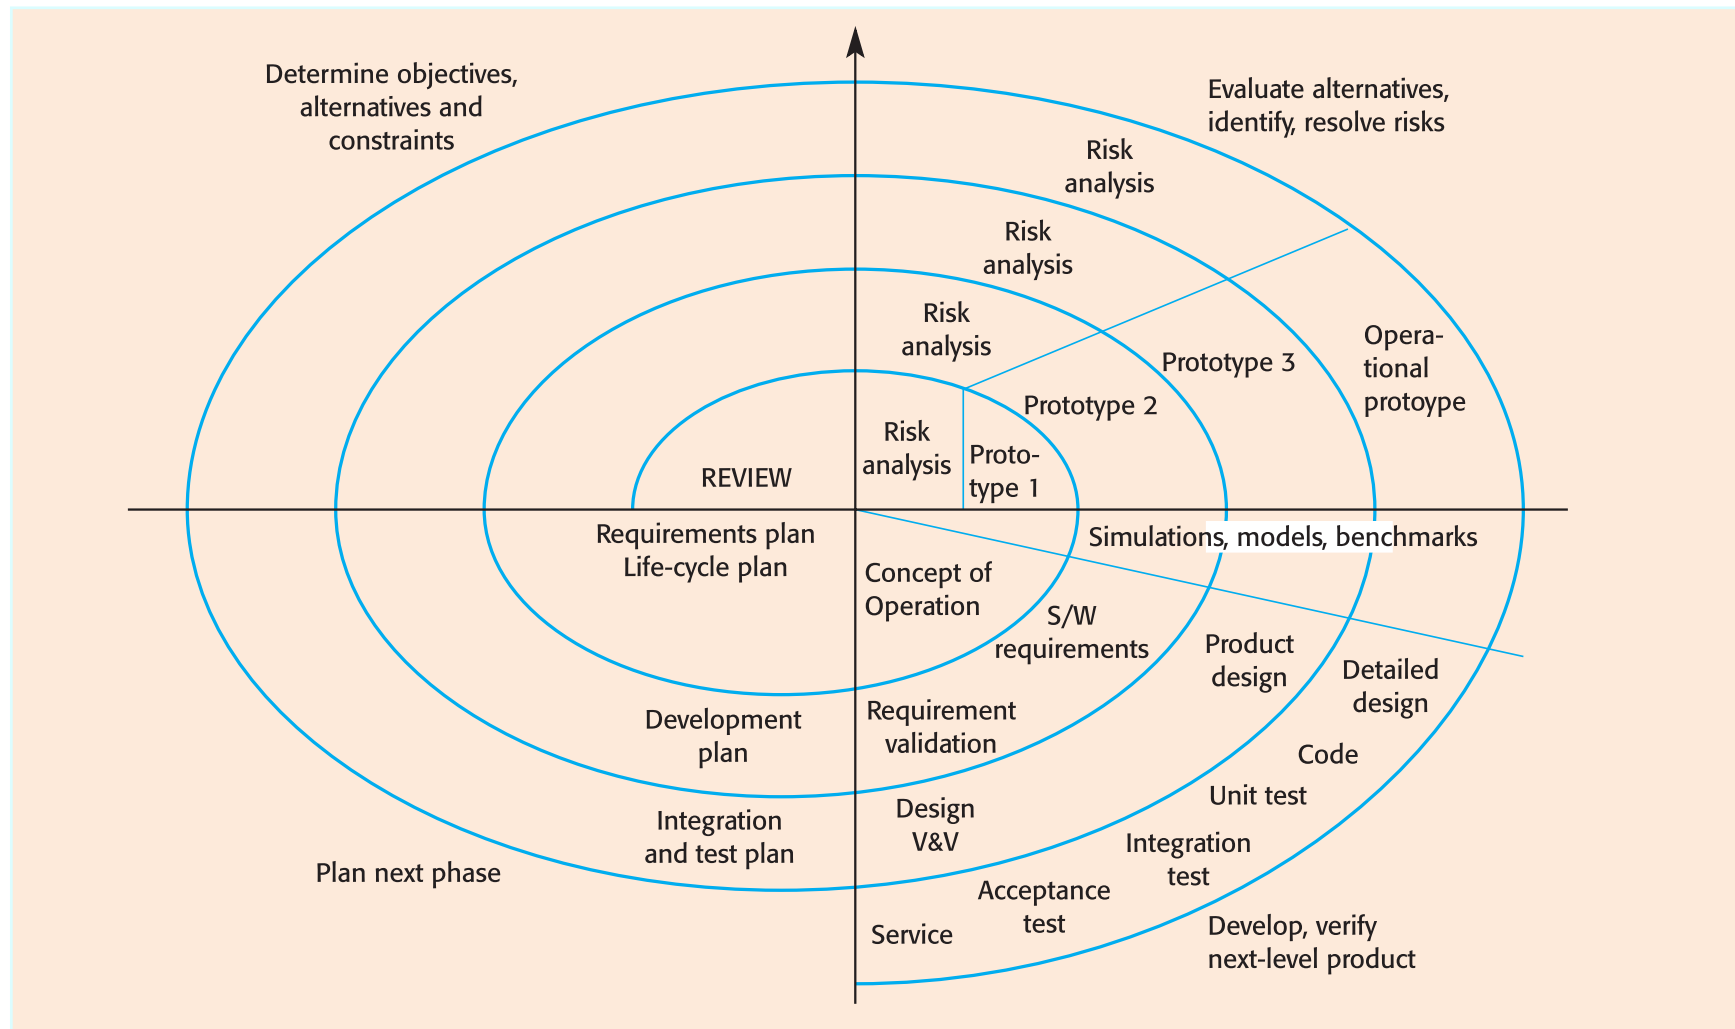 Determine objectives,
alternatives and
constraints
Evaluate alternatives,
identify, resolve risks
Risk
analysis
Risk
analysis
Risk
analysis
Risk
analysis
Proto-
type 1
Prototype 2
Prototype 3
Opera-
tional
protoype
REVIEW
Requirements plan
Life-cycle plan
Development
plan
Integration
and test plan
Plan next phase
Simulations, models, benchmarks
Concept of
Operation
S/W
requirements
Requirement
validation
Product
design
Design
V&V
Detailed
design
Code
Unit test
Integration
test
Acceptance
test
Service
Develop, verify
next-level product